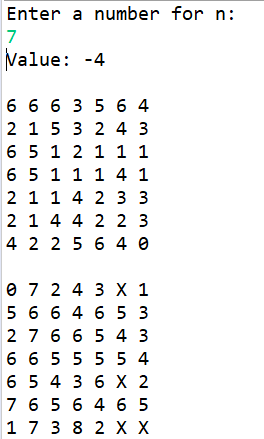 Enter a number for n:
7
Value: -4

6 6 6 3 5 6 4
2 1 5 3 2 4 3
6 5 1 2 1 1 1
6 5 1 1 1 4 1
2 1 1 4 2 3 3
2 1 4 4 2 2 3
4 2 2 5 6 4 0

0 7 2 4 3 X 1
5 6 6 4 6 5 3
2 7 6 6 5 4 3
6 6 5 5 5 5 4
6 5 4 3 6 X 2
7 6 5 6 4 6 5
1 7 3 8 2 X X